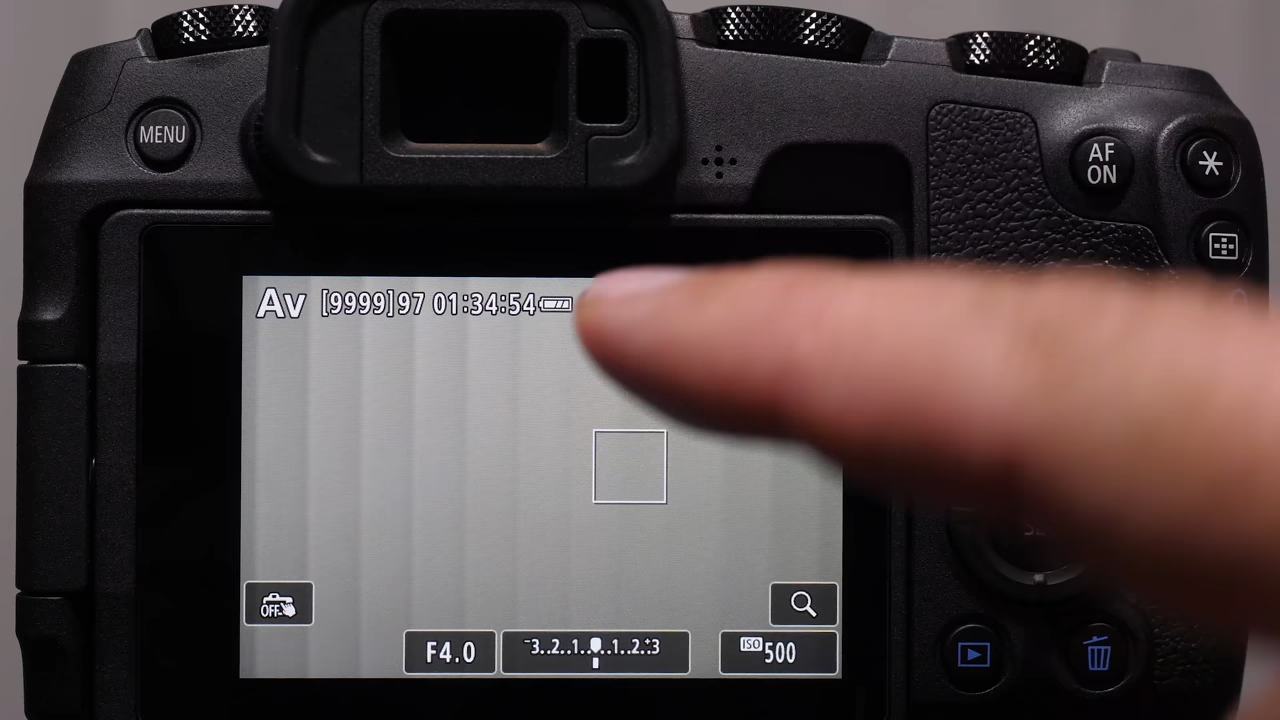 MENU
AF
ON
Av [9999]97 01:34:54
OFF
F4.0
-3..2..1..●..1..2.+3
ISO 500